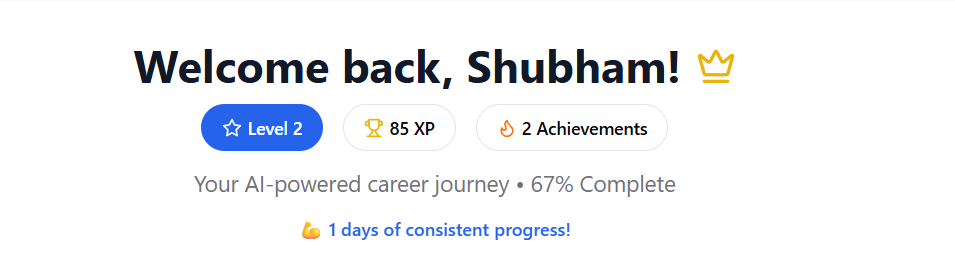 Welcome back, Shubham!
Level 2 85 XP 2 Achievements
Your AI-powered career journey • 67% Complete
💪 1 days of consistent progress!